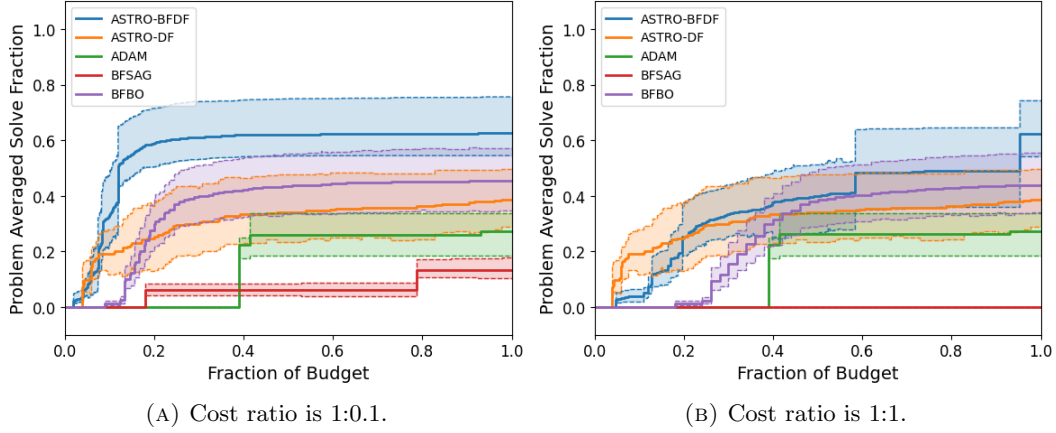 ASTRO-BFDF
ASTRO-DF
ADAM
BFSAG
BFBO
Problem Averaged Solve Fraction
1.0
0.8
0.6
0.4
0.2
0.0
0.0 0.2 0.4 0.6 0.8 1.0
Fraction of Budget
(A) Cost ratio is 1:0.1.
ASTRO-BFDF
ASTRO-DF
ADAM
BFSAG
BFBO
Problem Averaged Solve Fraction
1.0
0.8
0.6
0.4
0.2
0.0
0.0 0.2 0.4 0.6 0.8 1.0
Fraction of Budget
(B) Cost ratio is 1:1.